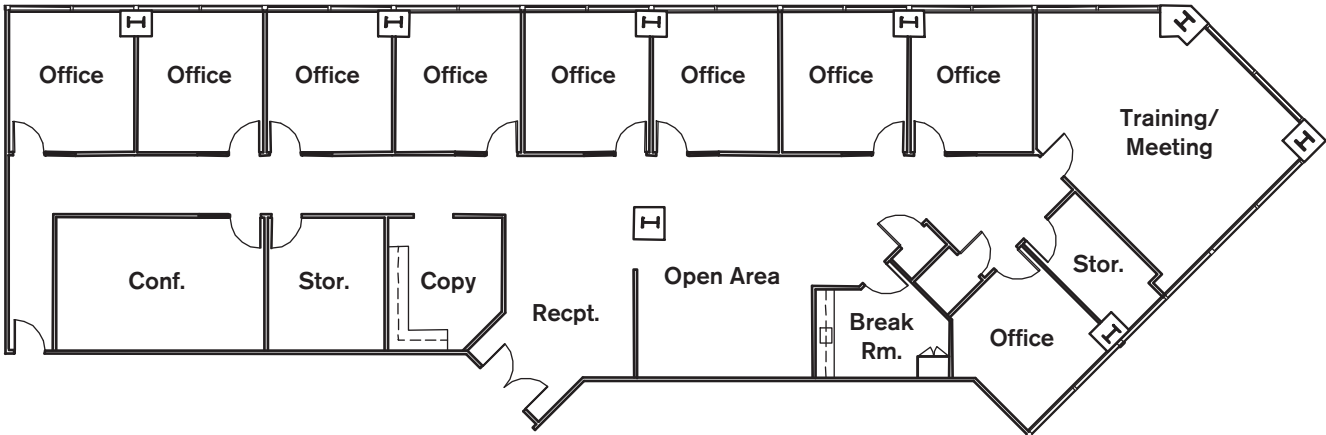 Office
Office
Office
Office
Office
Office
Office
Office
Training/
Meeting
Conf.
Stor.
Copy
Recpt.
Open Area
Break
Rm.
Office
Stor.